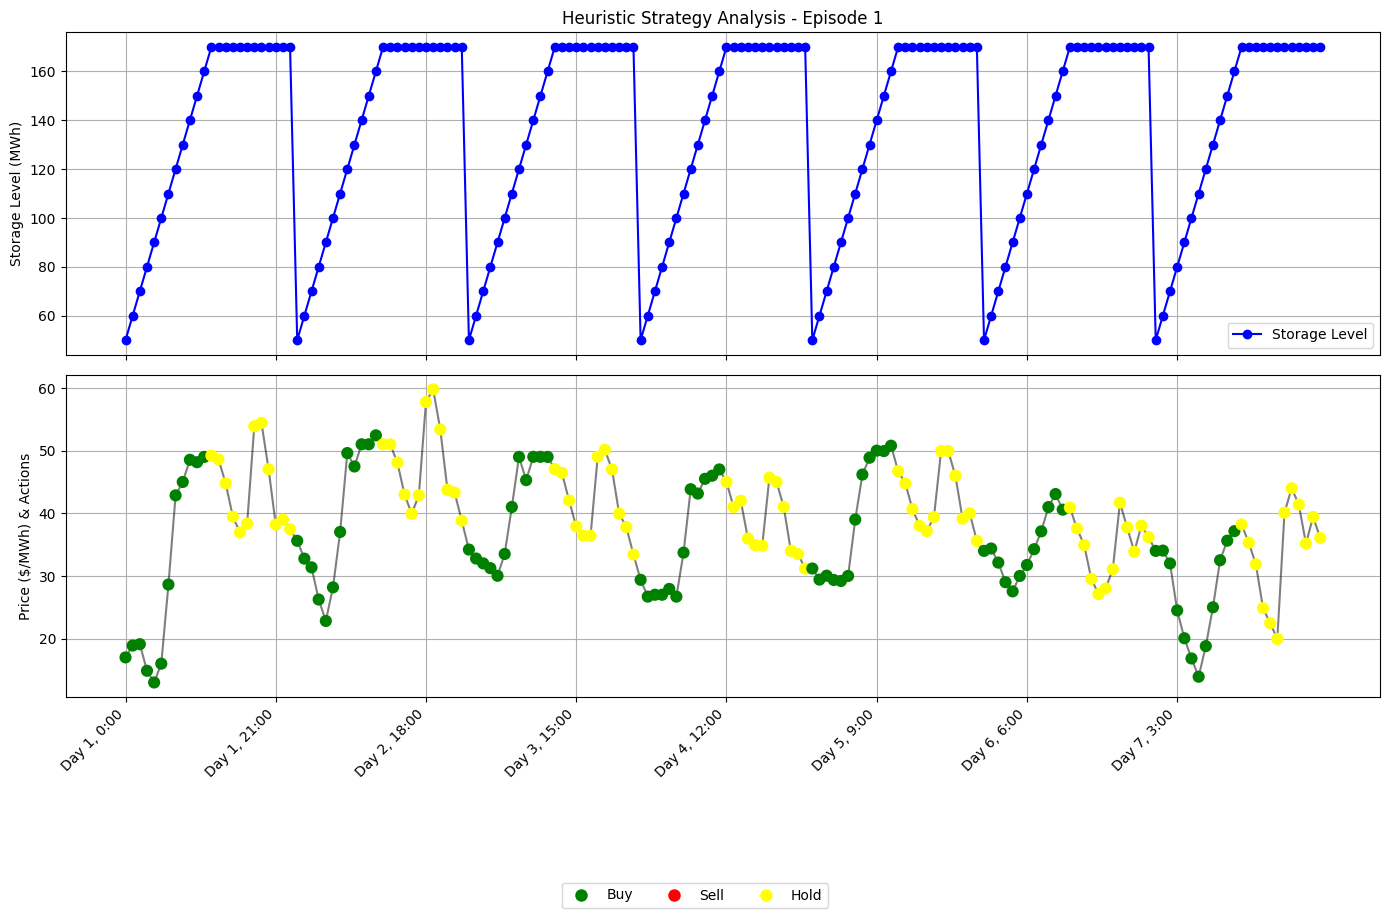 Heuristic Strategy Analysis - Episode 1
Storage Level (MWh)
160
140
120
100
80
60
Storage Level
Price ($/MWh) & Actions
60
50
40
30
20
Day 1, 0:00
Day 1, 21:00
Day 2, 18:00
Day 3, 15:00
Day 4, 12:00
Day 5, 9:00
Day 6, 6:00
Day 7, 3:00
Buy Sell Hold